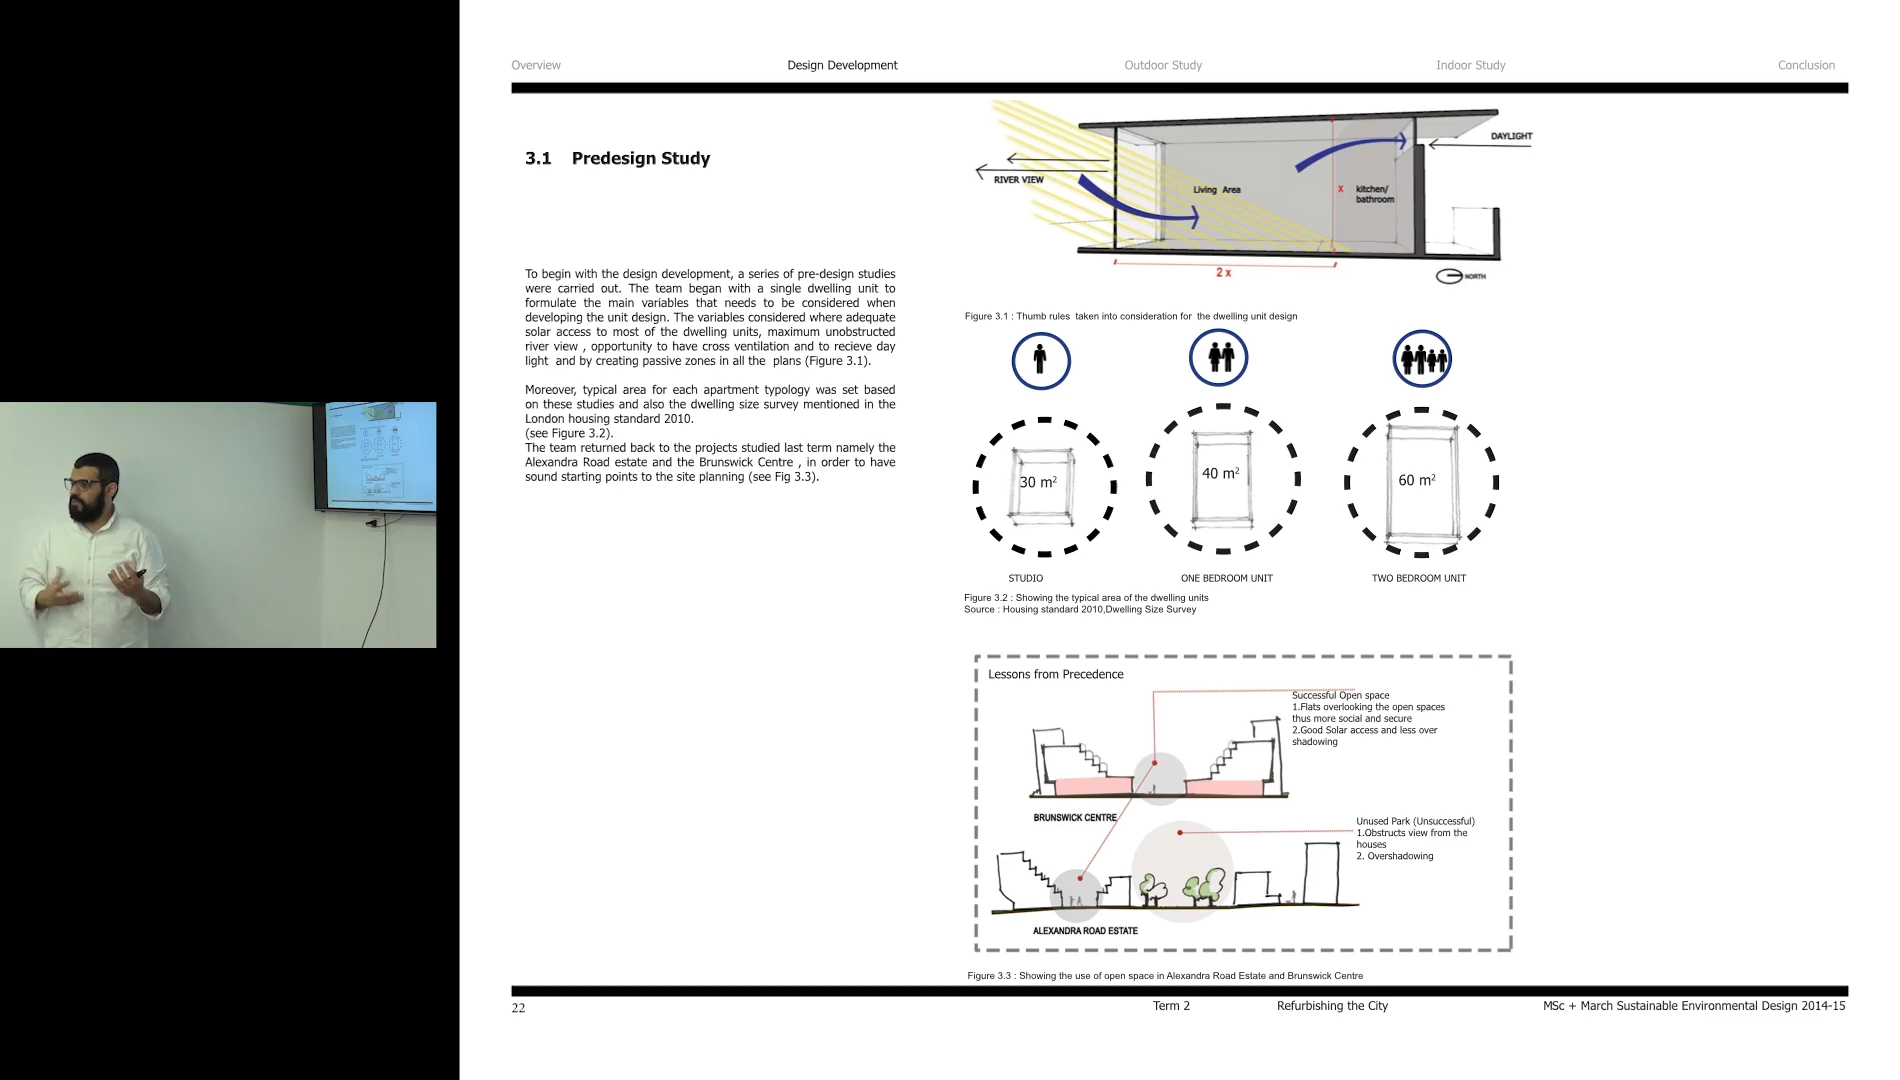 Overview Design Development Outdoor Study Indoor Study Conclusion
3.1 Predesign Study
To begin with the design development, a series of pre-design studies
were carried out. The team began with a single dwelling unit to
formulate the main variables that needs to be considered when
developing the unit design. The variables considered where adequate
solar access to most of the dwelling units, maximum unobstructed
river view , opportunity to have cross ventilation and to recieve day
light and by creating passive zones in all the plans (Figure 3.1).
Moreover, typical area for each apartment typology was set based
on these studies and also the dwelling size survey mentioned in the
London housing standard 2010.
(see Figure 3.2).
The team returned back to the projects studied last term namely the
Alexandra Road estate and the Brunswick Centre , in order to have
sound starting points to the site planning (see Fig 3.3).
DAYLIGHT
RIVER VIEW
Living Area
X
kitchen/
bathroom
2 x
NORTH
Figure 3.1 : Thumb rules taken into consideration for the dwelling unit design
30 m²
40 m²
60 m²
STUDIO
ONE BEDROOM UNIT
TWO BEDROOM UNIT
Figure 3.2 : Showing the typical area of the dwelling units
Source : Housing standard 2010,Dwelling Size Survey
Lessons from Precedence
Successful Open space
1.Flats overlooking the open spaces
thus more social and secure
2.Good Solar access and less over
shadowing
BRUNSWICK CENTRE
Unused Park (Unsuccessful)
1.Obstructs view from the
houses
2. Overshadowing
ALEXANDRA ROAD ESTATE
Figure 3.3 : Showing the use of open space in Alexandra Road Estate and Brunswick Centre
22 Term 2 Refurbishing the City MSc + March Sustainable Environmental Design 2014-15